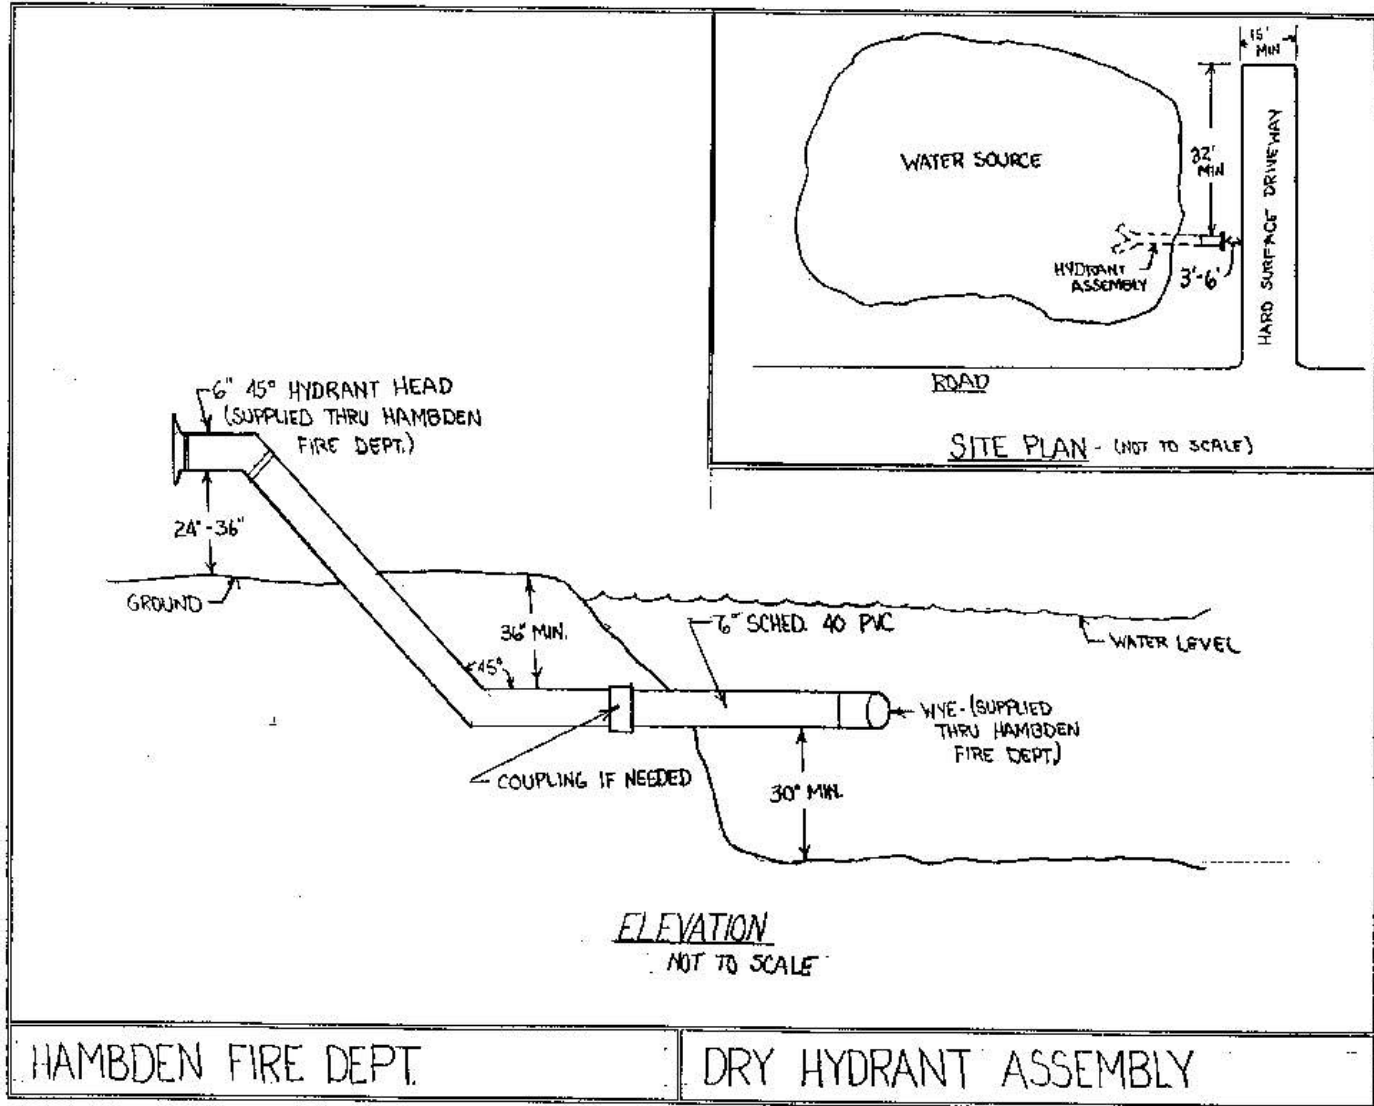 15'
MIN
WATER SOURCE
32'
MIN
HARD SURFACE DRIVEWAY
HYDRANT
ASSEMBLY
3'-6'
ROAD
SITE PLAN - (NOT TO SCALE)
6" 45° HYDRANT HEAD
(SUPPLIED THRU HAMBDEN
FIRE DEPT.)
24"-36"
GROUND
36" MIN.
45°
6" SCHED. 40 PVC
WATER LEVEL
WYE-(SUPPLIED
THRU HAMBDEN
FIRE DEPT.)
COUPLING IF NEEDED
30" MIN.
ELEVATION
NOT TO SCALE
HAMBDEN FIRE DEPT.
DRY HYDRANT ASSEMBLY